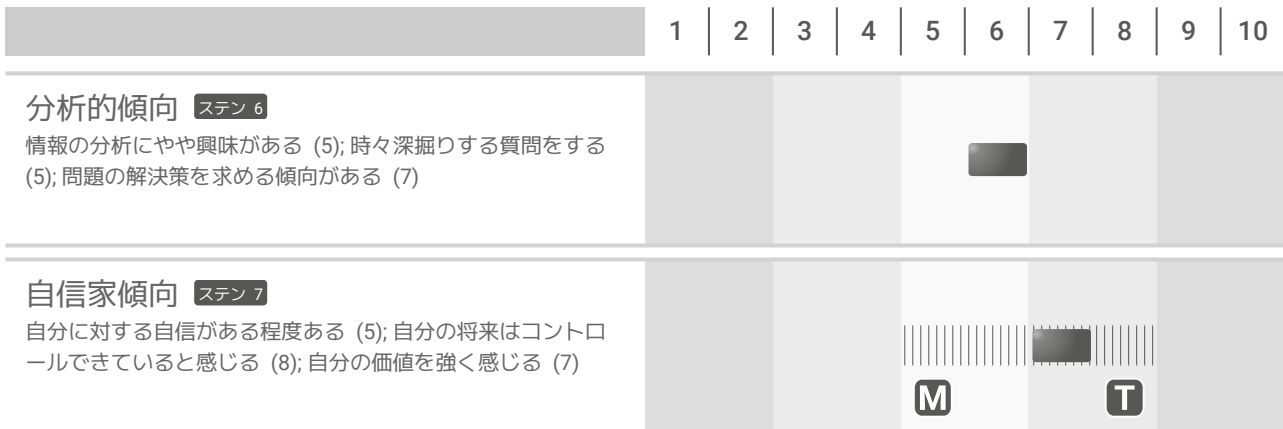 1 2 3 4 5 6 7 8 9 10
分析的傾向 ステン 6
情報の分析にやや興味がある (5); 時々深掘りする質問をする
(5); 問題の解決策を求める傾向がある (7)
自信家傾向 ステン 7
自分に対する自信がある程度ある (5); 自分の将来はコントロ
ールできていると感じる (8); 自分の価値を強く感じる (7)
M T